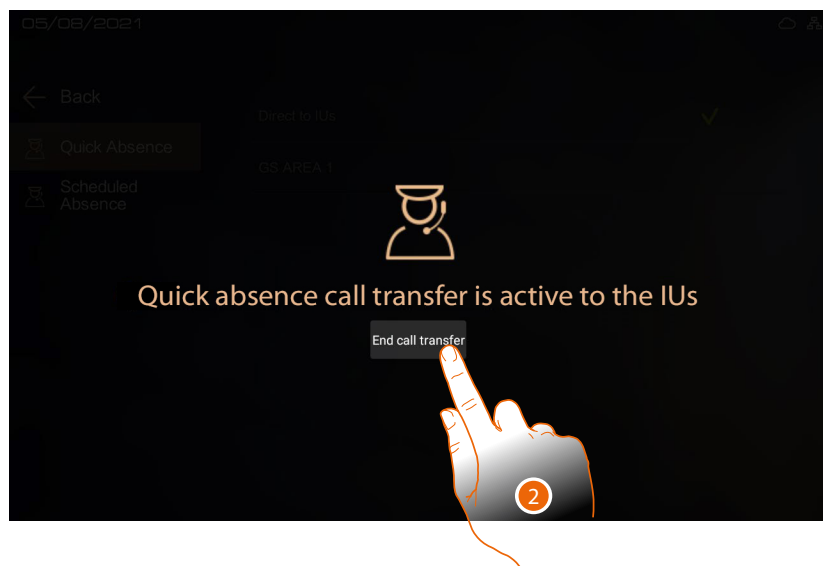 05/08/2021
Back
Direct to IUs
Quick Absence
GS AREA 1
Scheduled
Absence
Quick absence call transfer is active to the IUs
End call transfer
2